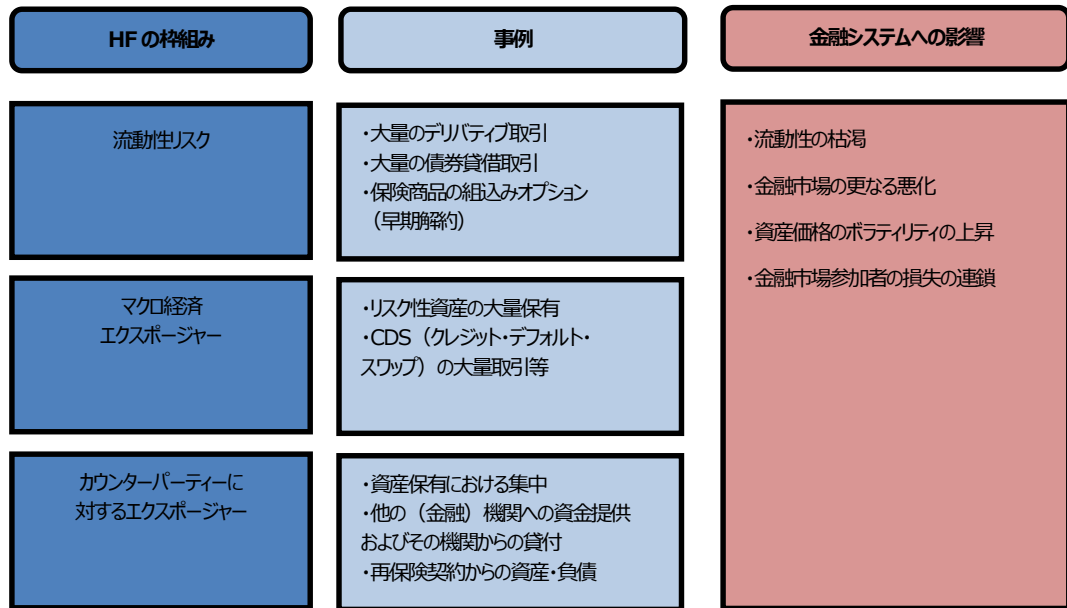 HFの枠組み
事例
金融システムへの影響
流動性リスク
・大量のデリバティブ取引
・大量の債券貸借取引
・保険商品の組込みオプション
（早期解約）
マクロ経済
エクスポージャー
・リスク性資産の大量保有
・CDS（クレジット・デフォルト・
スワップ）の大量取引等
カウンターパーティーに
対するエクスポージャー
・資産保有における集中
・他の（金融）機関への資金提供
およびその機関からの貸付
・再保険契約からの資産・負債
・流動性の枯渇
・金融市場の更なる悪化
・資産価格のボラティリティの上昇
・金融市場参加者の損失の連鎖